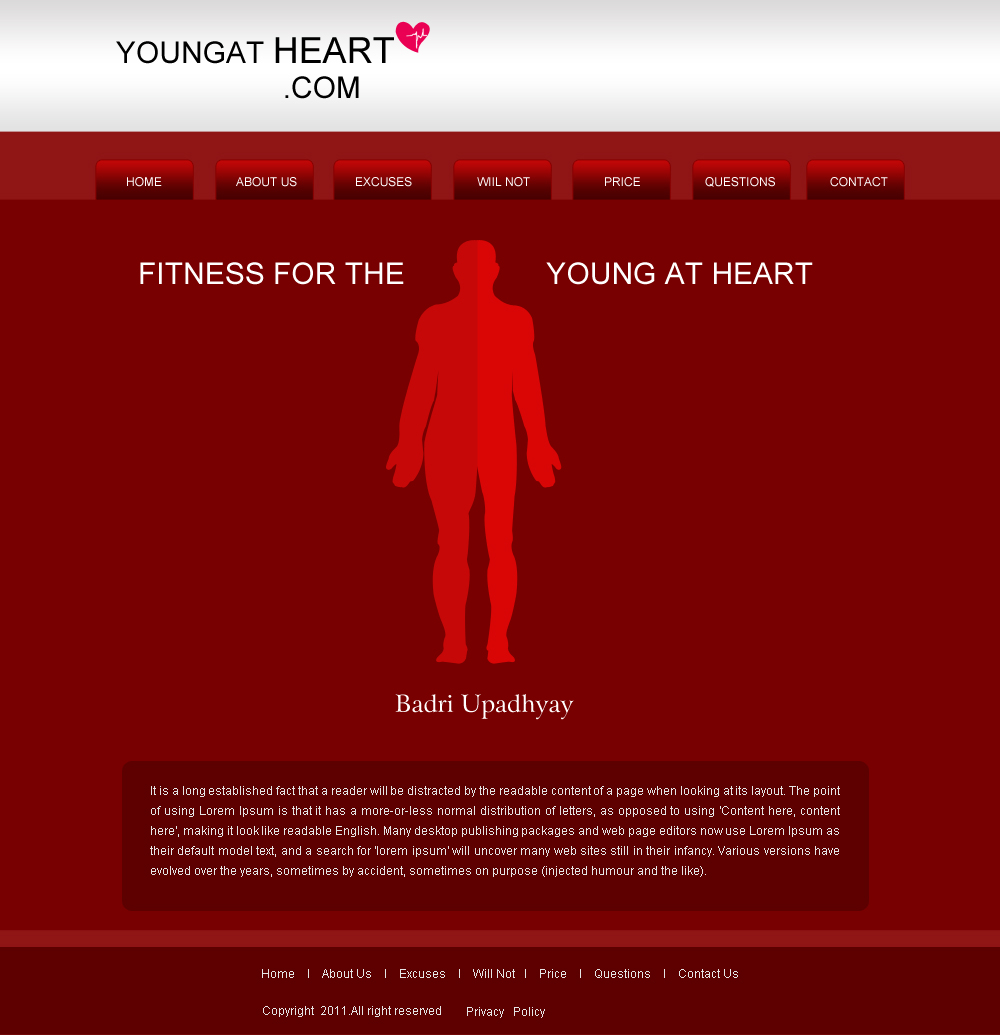 YOUNGAT HEART
.COM
HOME ABOUT US EXCUSES WIIL NOT PRICE QUESTIONS CONTACT
FITNESS FOR THE YOUNG AT HEART
Badri Upadhyay
It is a long established fact that a reader will be distracted by the readable content of a page when looking at its layout. The point
of using Lorem Ipsum is that it has a more-or-less normal distribution of letters, as opposed to using 'Content here, content
here', making it look like readable English. Many desktop publishing packages and web page editors now use Lorem Ipsum as
their default model text, and a search for 'lorem ipsum' will uncover many web sites still in their infancy. Various versions have
evolved over the years, sometimes by accident, sometimes on purpose (injected humour and the like).
Home I About Us I Excuses I Will Not I Price I Questions I Contact Us
Copyright 2011.All right reserved Privacy Policy